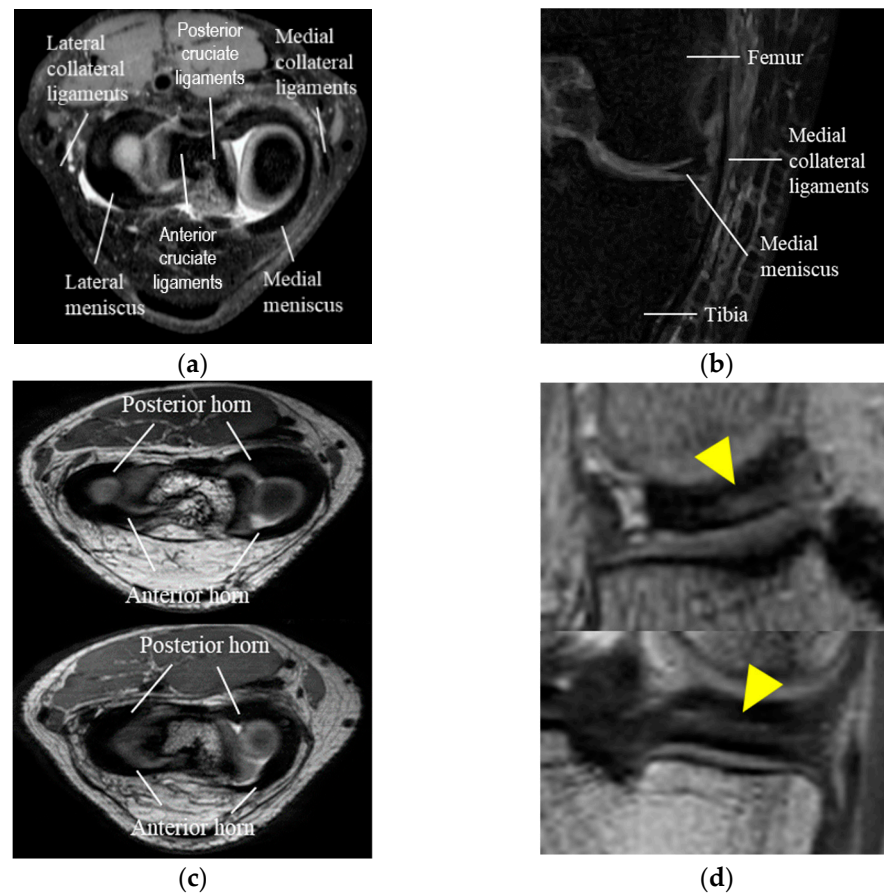 Lateral
collateral
ligaments
Posterior
cruciate
ligaments
Medial
collateral
ligaments
Anterior
cruciate
ligaments
Lateral
meniscus
Medial
meniscus
(a)
Femur
Medial
collateral
ligaments
Medial
meniscus
Tibia
(b)
Posterior horn
Anterior horn
Posterior horn
Anterior horn
(c)
(d)